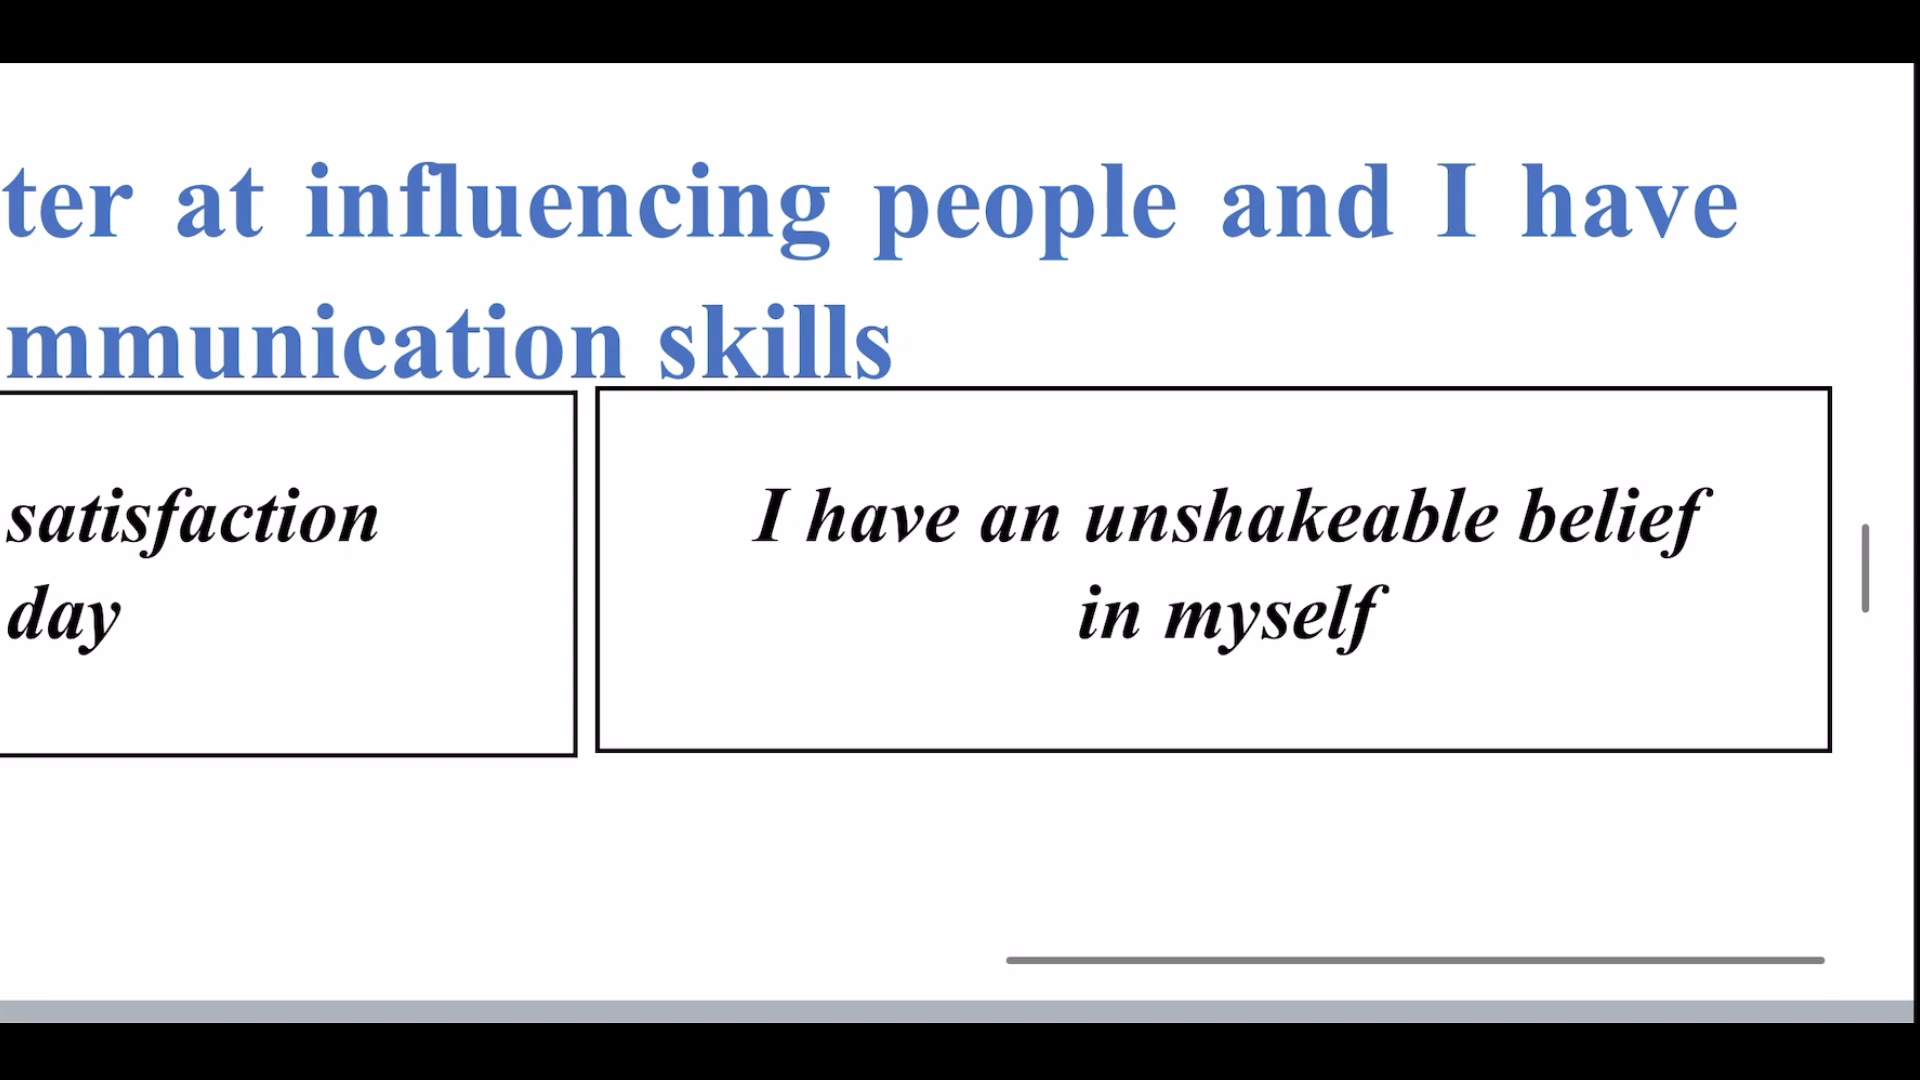 ter at influencing people and I have
mmunication skills
satisfaction
day
I have an unshakeable belief
in myself